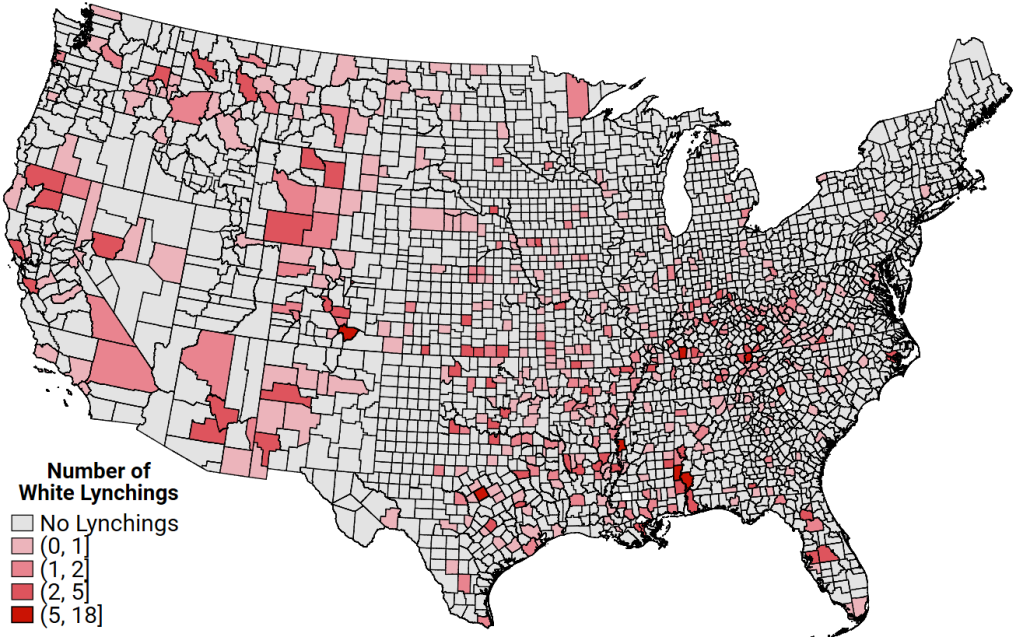 Number of
White Lynchings
No Lynchings
(0, 1]
(1, 2]
(2, 5]
(5, 18]